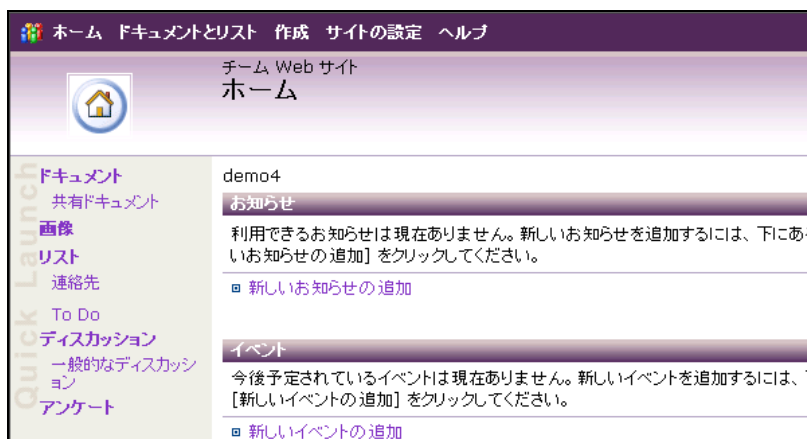 ホーム ドキュメントとリスト 作成 サイトの設定 ヘルプ
チーム Web サイト
ホーム
Quick Launch
ドキュメント
共有ドキュメント
画像
リスト
連絡先
To Do
ディスカッション
一般的なディスカッシ
ョン
アンケート
demo4
お知らせ
利用できるお知らせは現在ありません。新しいお知らせを追加するには、下にあ
いお知らせの追加] をクリックしてください。
新しいお知らせの追加
イベント
今後予定されているイベントは現在ありません。新しいイベントを追加するには、
[新しいイベントの追加] をクリックしてください。
新しいイベントの追加